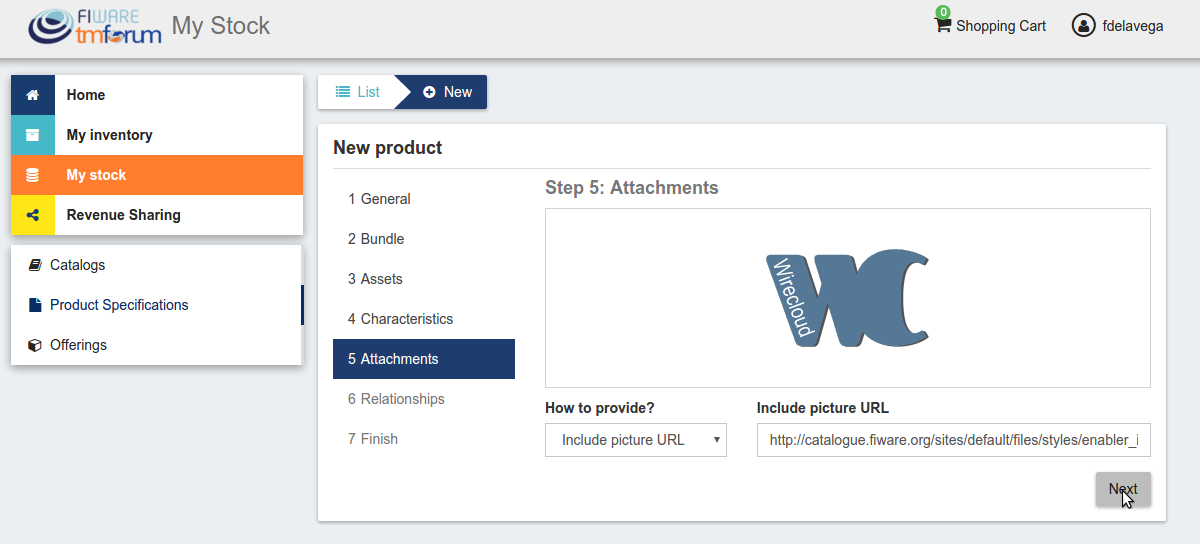 FIWARE
tmforum
My Stock
0
Shopping Cart
fdelavega
Home
My inventory
My stock
Revenue Sharing
Catalogs
Product Specifications
Offerings
List
New
New product
1 General
2 Bundle
3 Assets
4 Characteristics
5 Attachments
6 Relationships
7 Finish
Step 5: Attachments
Wirecloud
WC
How to provide?
Include picture URL
Include picture URL
http://catalogue.fiware.org/sites/default/files/styles/enabler_i
Next